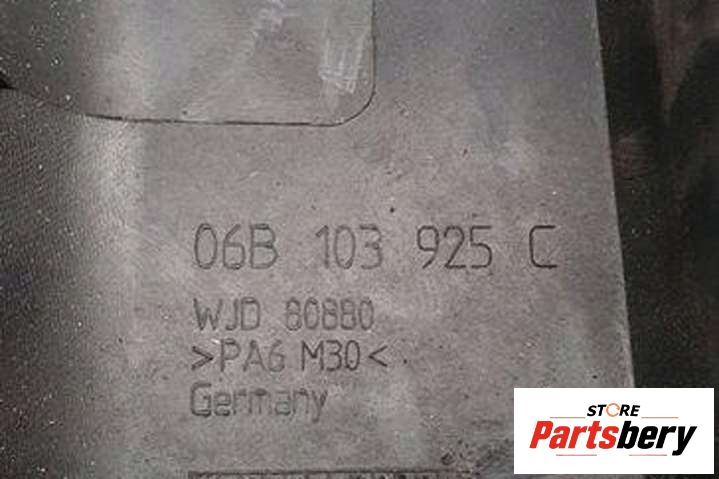 06B 103 925 C
WJD 80880
>PA6 M30<
Germany
STORE
Partsbery